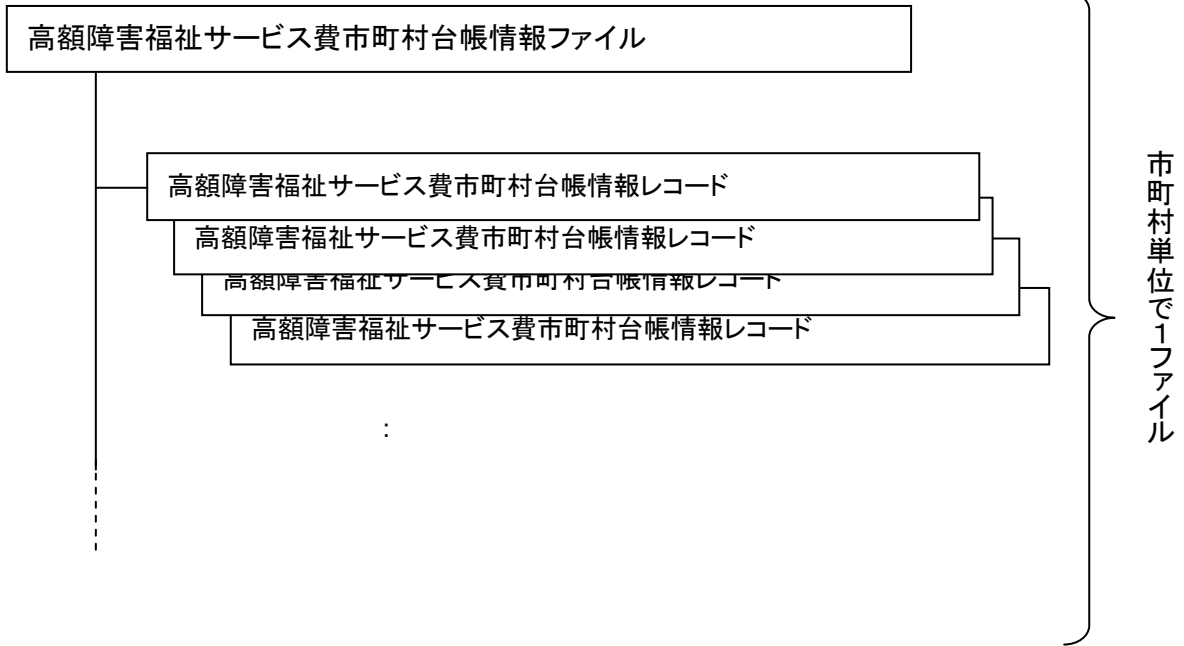 高額障害福祉サービス費市町村台帳情報ファイル
高額障害福祉サービス費市町村台帳情報レコード
高額障害福祉サービス費市町村台帳情報レコード
高額障害福祉サービス費市町村台帳情報レコード
高額障害福祉サービス費市町村台帳情報レコード
：
市町村単位で1ファイル